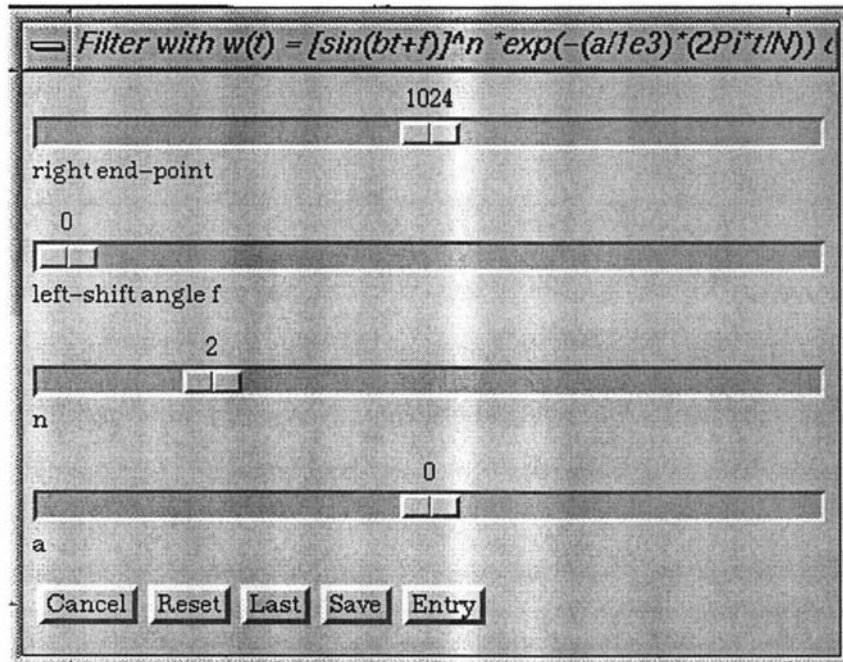 Filter with w(t) = [sin(bt+f)]^n *exp(-(a/1e3)*(2Pi*t/N))
1024
right end-point
0
left-shift angle f
2
n
0
a
Cancel Reset Last Save Entry